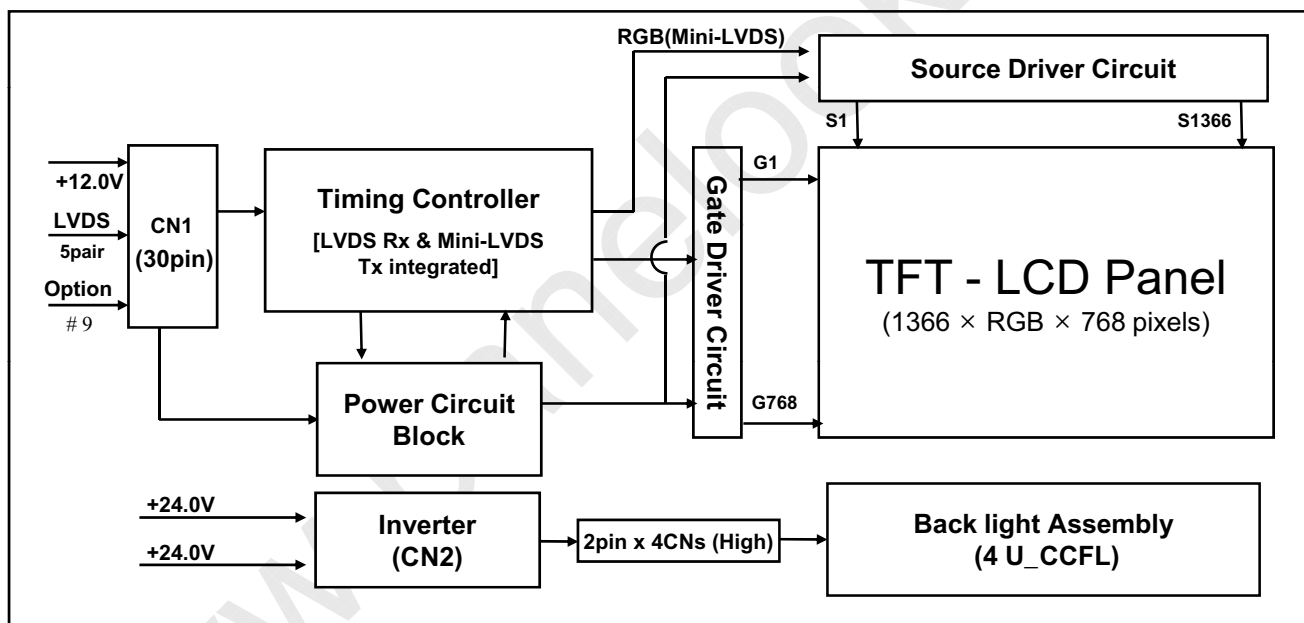 RGB(Mini-LVDS)
Source Driver Circuit
S1
S1366
+12.0V
LVDS
5pair
Option
# 9
CN1
(30pin)
Timing Controller
[LVDS Rx & Mini-LVDS
Tx integrated]
Power Circuit
Block
Gate Driver Circuit
G1
G768
TFT - LCD Panel
(1366 × RGB × 768 pixels)
+24.0V
+24.0V
Inverter
(CN2)
2pin x 4CNs (High)
Back light Assembly
(4 U_CCFL)